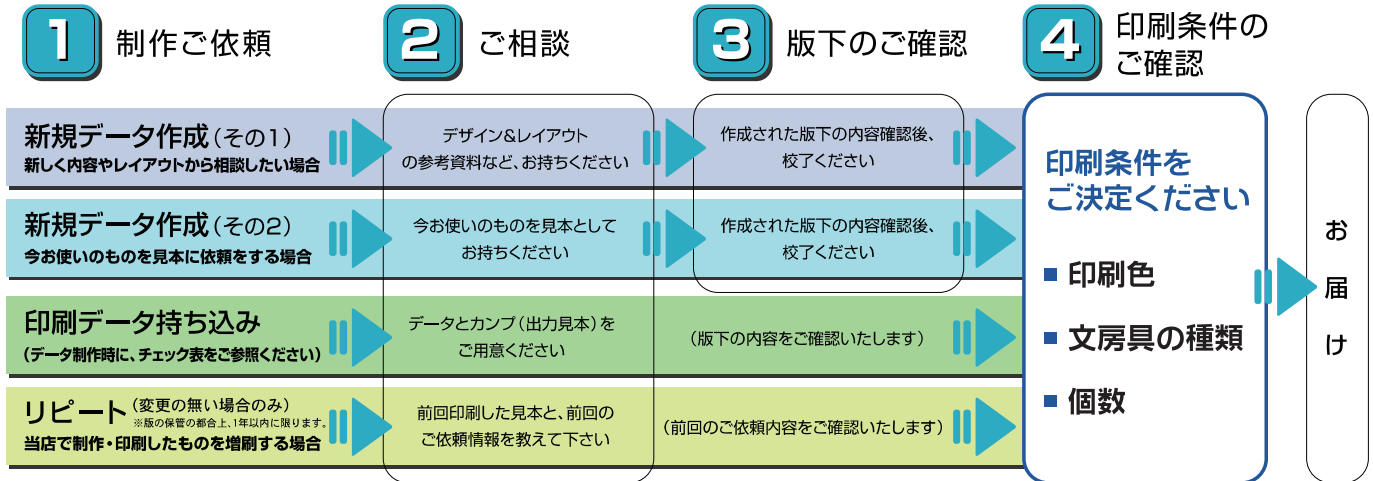 1 制作ご依頼
2 ご相談
3 版下のご確認
4 印刷条件の
ご確認
新規データ作成(その1)
新しく内容やレイアウトから相談したい場合
デザイン&レイアウト
の参考資料など、お持ちください
作成された版下の内容確認後、
校了ください
新規データ作成(その2)
今お使いのものを見本に依頼をする場合
今お使いのものを見本として
お持ちください
作成された版下の内容確認後、
校了ください
印刷データ持ち込み
(データ制作時に、チェック表をご参照ください)
データとカンプ(出力見本)を
ご用意ください
(版下の内容をご確認いたします)
リピート(変更の無い場合のみ)
※版の保管の都合上、1年以内に限ります。
当店で制作・印刷したものを増刷する場合
前回印刷した見本と、前回の
ご依頼情報を教えて下さい
(前回のご依頼内容をご確認いたします)
印刷条件を
ご決定ください
■ 印刷色
■ 文房具の種類
■ 個数
お届け